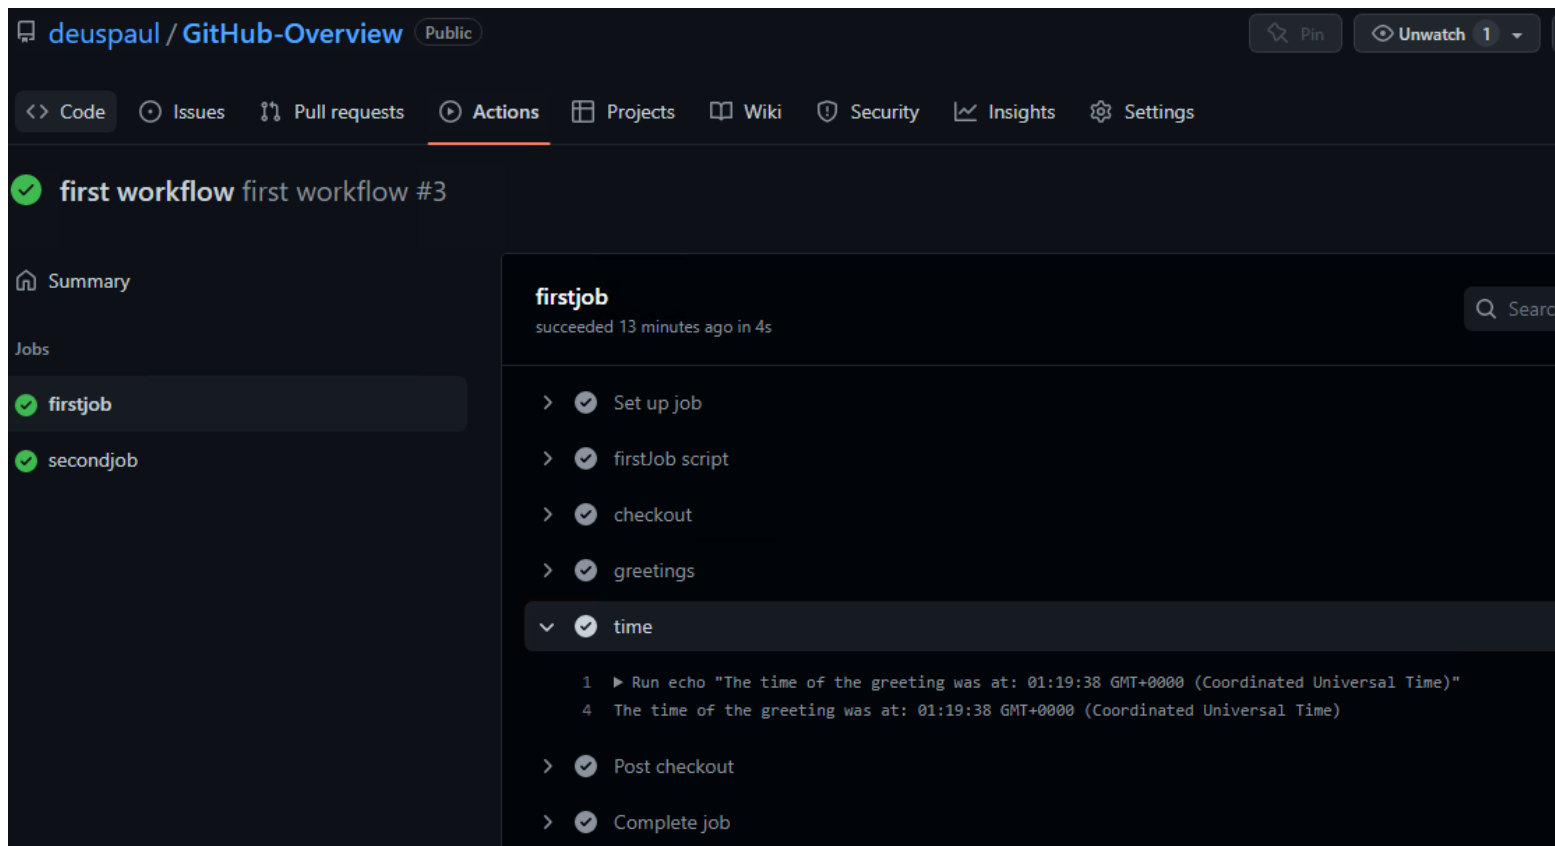 deuspaul / GitHub-Overview Public Pin Unwatch 1
Code Issues Pull requests Actions Projects Wiki Security Insights Settings
first workflow first workflow #3
Summary
Jobs
firstjob
secondjob
firstjob
succeeded 13 minutes ago in 4s
Searc
Set up job
firstJob script
checkout
greetings
time
1 Run echo "The time of the greeting was at: 01:19:38 GMT+0000 (Coordinated Universal Time)"
4 The time of the greeting was at: 01:19:38 GMT+0000 (Coordinated Universal Time)
Post checkout
Complete job